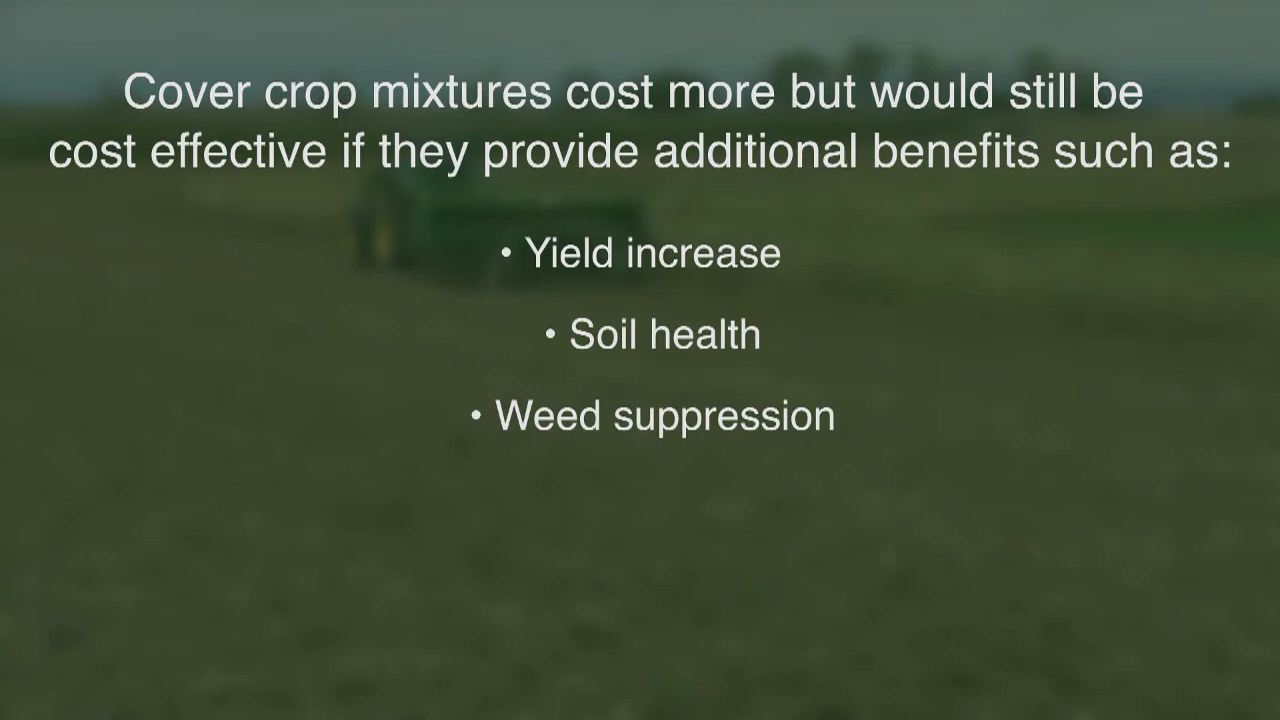 Cover crop mixtures cost more but would still be
cost effective if they provide additional benefits such as:
• Yield increase
• Soil health
• Weed suppression